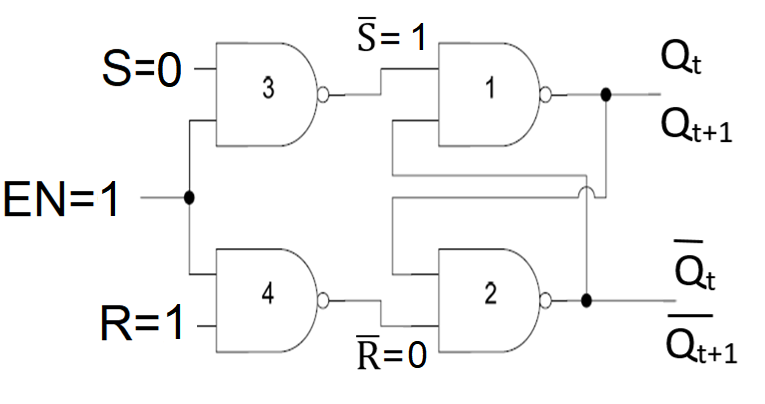 S̅= 1
S=0
3
1
Qt
Qt+1
EN=1
Q̅t
4
2
R=1
R̅=0
Q̅t+1